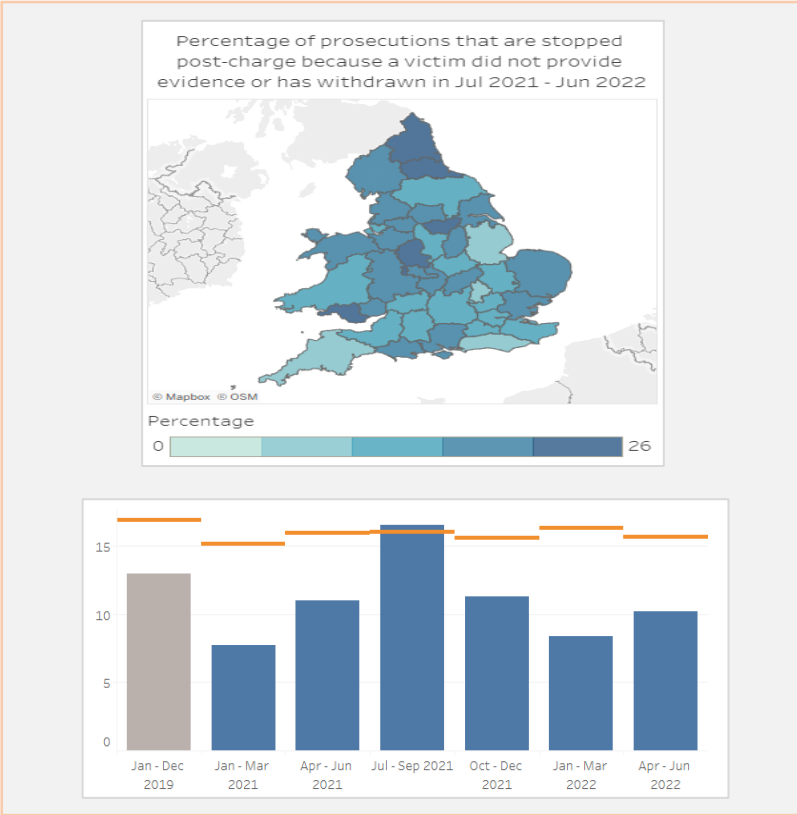 Percentage of prosecutions that are stopped
post-charge because a victim did not provide
evidence or has withdrawn in Jul 2021 - Jun 2022
© Mapbox © OSM
Percentage
0 26
15
10
5
0
Jan - Dec Jan - Mar Apr - Jun Jul - Sep 2021 Oct - Dec Jan - Mar Apr - Jun
2019 2021 2021 2021 2022 2022